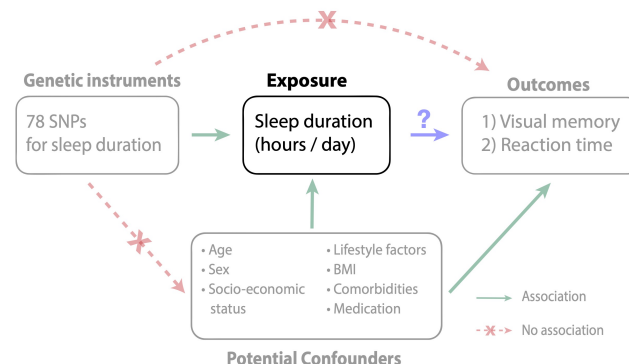 Genetic instruments
78 SNPs
for sleep duration
Exposure
Sleep duration
(hours / day)
?
Outcomes
1) Visual memory
2) Reaction time
• Age
• Sex
• Socio-economic
status
• Lifestyle factors
• BMI
• Comorbidities
• Medication
Potential Confounders
Association
No association